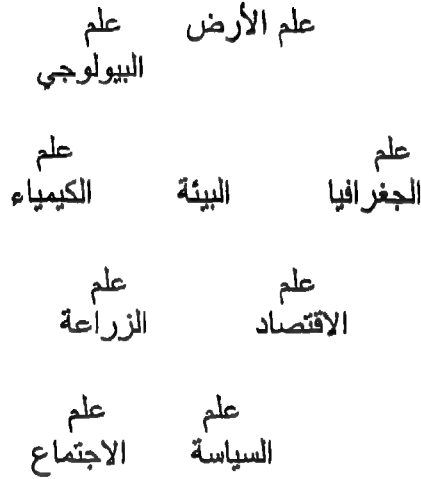 علم الأرض علم
البيولوجي
علم علم
الجغرافيا البيئة الكيمياء
علم علم
الاقتصاد الزراعة
علم علم
السياسة الاجتماع